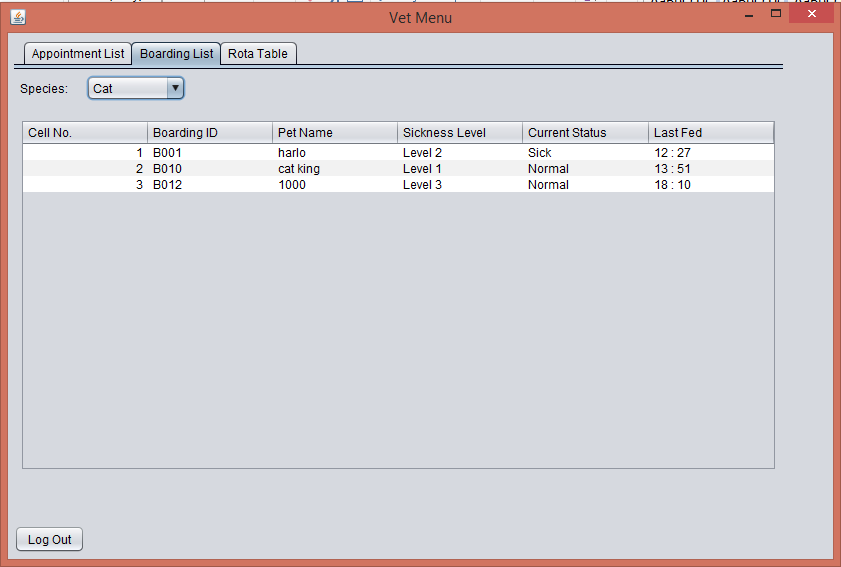 Vet Menu
Appointment List Boarding List Rota Table
Species: Cat
Cell No. Boarding ID Pet Name Sickness Level Current Status Last Fed
1 B001 harlo Level 2 Sick 12 : 27
2 B010 cat king Level 1 Normal 13 : 51
3 B012 1000 Level 3 Normal 18 : 10
Log Out